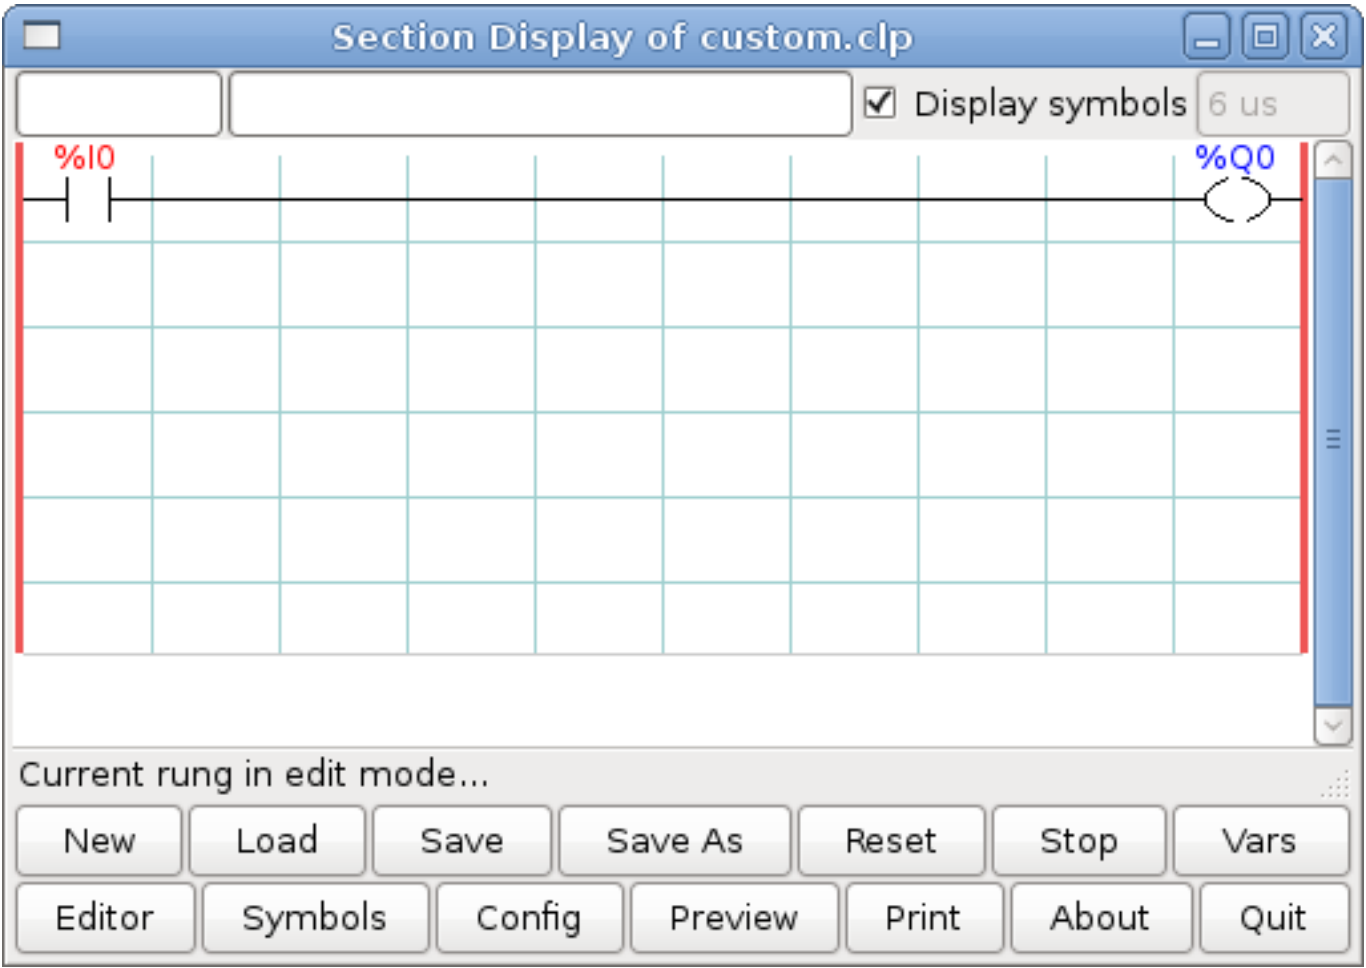 Section Display of custom.clp
Display symbols 6 us
%I0 %Q0
Current rung in edit mode...
New Load Save Save As Reset Stop Vars
Editor Symbols Config Preview Print About Quit